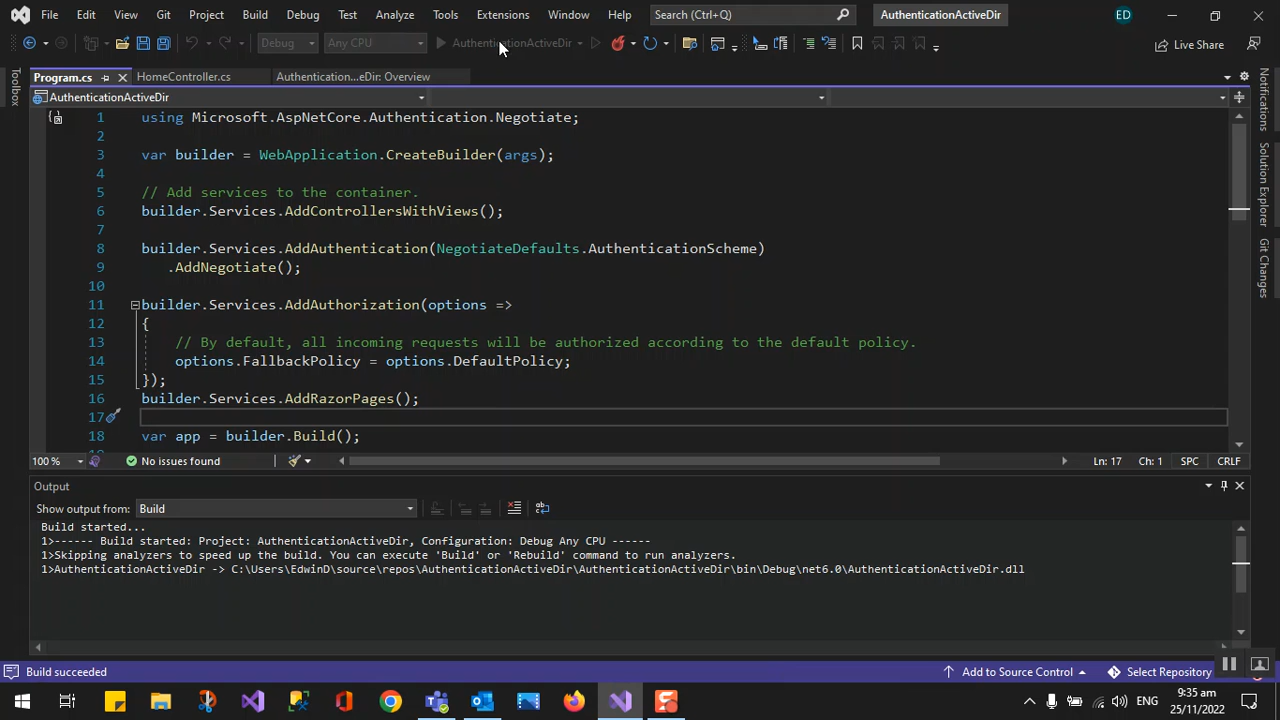 File Edit View Git Project Build Debug Test Analyze Tools Extensions Window Help Search (Ctrl+Q) AuthenticationActiveDir ED
Debug Any CPU AuthenticationActiveDir Live Share
Program.cs HomeController.cs Authentication...eDir: Overview
Toolbox
AuthenticationActiveDir
Notifications
Solution Explorer
Git Changes
1 using Microsoft.AspNetCore.Authentication.Negotiate;
2
3 var builder = WebApplication.CreateBuilder(args);
4
5 // Add services to the container.
6 builder.Services.AddControllersWithViews();
7
8 builder.Services.AddAuthentication(NegotiateDefaults.AuthenticationScheme)
9 .AddNegotiate();
10
11 builder.Services.AddAuthorization(options =>
12 {
13 // By default, all incoming requests will be authorized according to the default policy.
14 options.FallbackPolicy = options.DefaultPolicy;
15 });
16 builder.Services.AddRazorPages();
17
18 var app = builder.Build();
100 % No issues found Ln: 17 Ch: 1 SPC CRLF
Output
Show output from: Build
Build started...
1>------ Build started: Project: AuthenticationActiveDir, Configuration: Debug Any CPU ------
1>Skipping analyzers to speed up the build. You can execute 'Build' or 'Rebuild' command to run analyzers.
1>AuthenticationActiveDir -> C:\Users\EdwinD\source\repos\AuthenticationActiveDir\AuthenticationActiveDir\bin\Debug\net6.0\AuthenticationActiveDir.dll
Build succeeded Add to Source Control Select Repository
ENG 9:35 am
25/11/2022